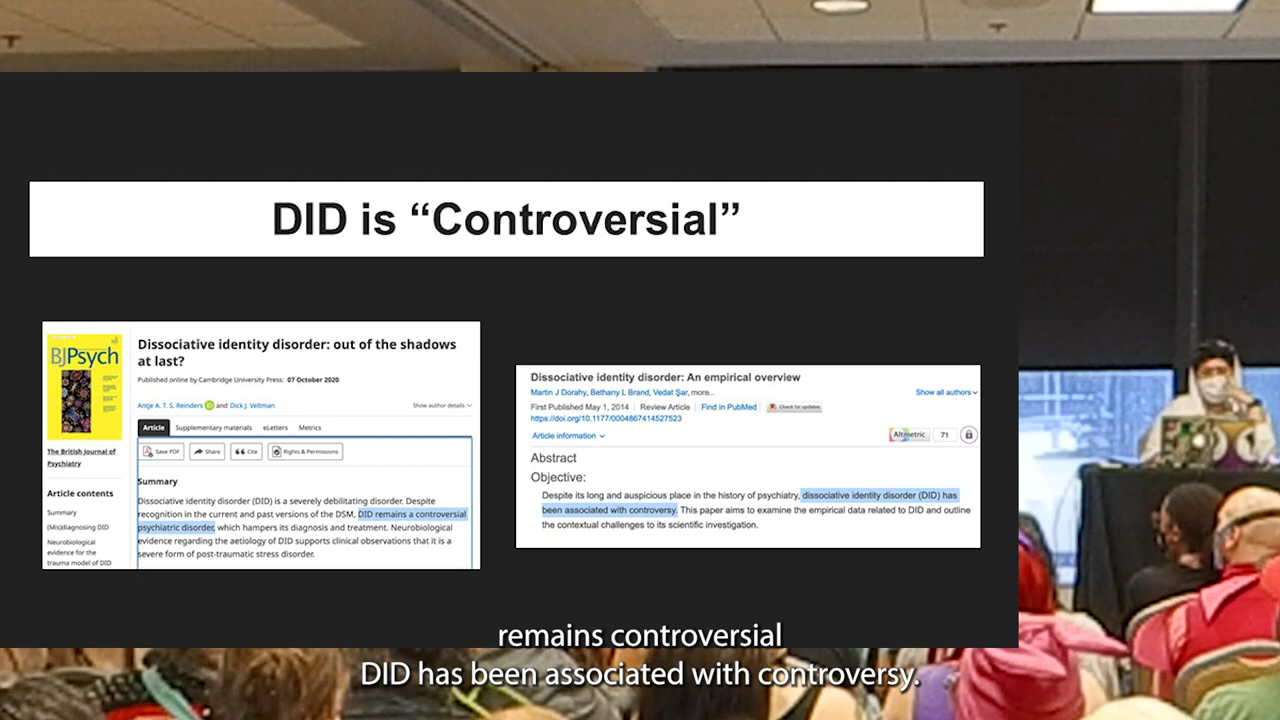 DID is “Controversial”
BJPsych
The British Journal of
Psychiatry
Article contents
Summary
(Mis)diagnosing DID
Neurobiological
evidence for the
trauma model of DID
Dissociative identity disorder: out of the shadows
at last?
Published online by Cambridge University Press: 07 October 2020
Antje A. T. S. Reinders iD and Dick J. Veltman
Show author details
Article Supplementary materials eLetters Metrics
Save PDF Share Cite Rights & Permissions
Summary
Dissociative identity disorder (DID) is a severely debilitating disorder. Despite
recognition in the current and past versions of the DSM, DID remains a controversial
psychiatric disorder, which hampers its diagnosis and treatment. Neurobiological
evidence regarding the aetiology of DID supports clinical observations that it is a
severe form of post-traumatic stress disorder.
Dissociative identity disorder: An empirical overview
Martin J Dorahy, Bethany L Brand, Vedat Şar, more...
Show all authors
First Published May 1, 2014 | Review Article | Find in PubMed | Check for updates
https://doi.org/10.1177/0004867414527523
Article information
Altmetric 71
Abstract
Objective:
Despite its long and auspicious place in the history of psychiatry, dissociative identity disorder (DID) has
been associated with controversy. This paper aims to examine the empirical data related to DID and outline
the contextual challenges to its scientific investigation.
remains controversial
DID has been associated with controversy.